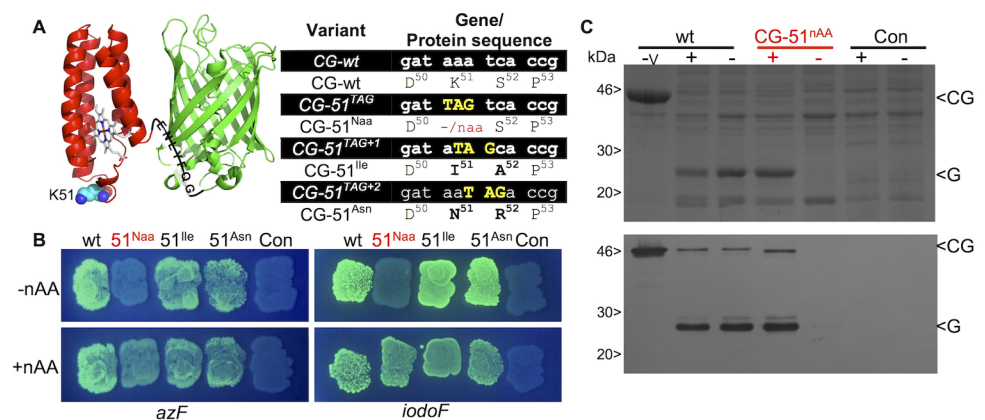 A
K51
ENLYFQG
Variant Gene/
Protein sequence
CG-wt gat aaa tca ccg
CG-wt D50 K51 S52 P53
CG-51TAG gat TAG tca ccg
CG-51Naa D50 -/naa S52 P53
CG-51TAG+1 gat aTA Gca ccg
CG-51Ile D50 I51 A52 P53
CG-51TAG+2 gat aaT AGa ccg
CG-51Asn D50 N51 R52 P53
B
wt 51Naa 51Ile 51Asn Con wt 51Naa 51Ile 51Asn Con
-nAA
+nAA
azF iodoF
C
wt CG-51nAA Con
kDa -V + - + - + -
46> <CG
30>
<G
20>
46> <CG
30>
<G
20>